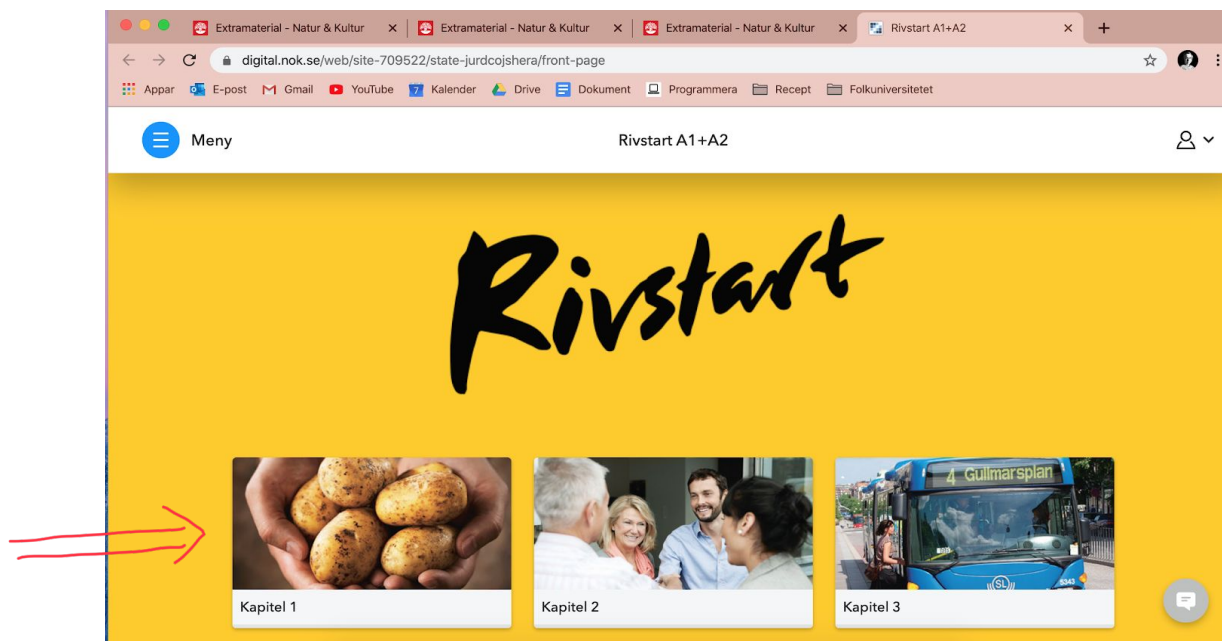 Extramaterial - Natur & Kultur
Extramaterial - Natur & Kultur
Extramaterial - Natur & Kultur
Rivstart A1+A2
digital.nok.se/web/site-709522/state-jurdcojshera/front-page
Appar E-post Gmail YouTube 7 Kalender Drive Dokument Programmera Recept Folkuniversitetet
Meny
Rivstart A1+A2
Rivstart
4 Gullmarsplan
SL
5343
Kapitel 1
Kapitel 2
Kapitel 3